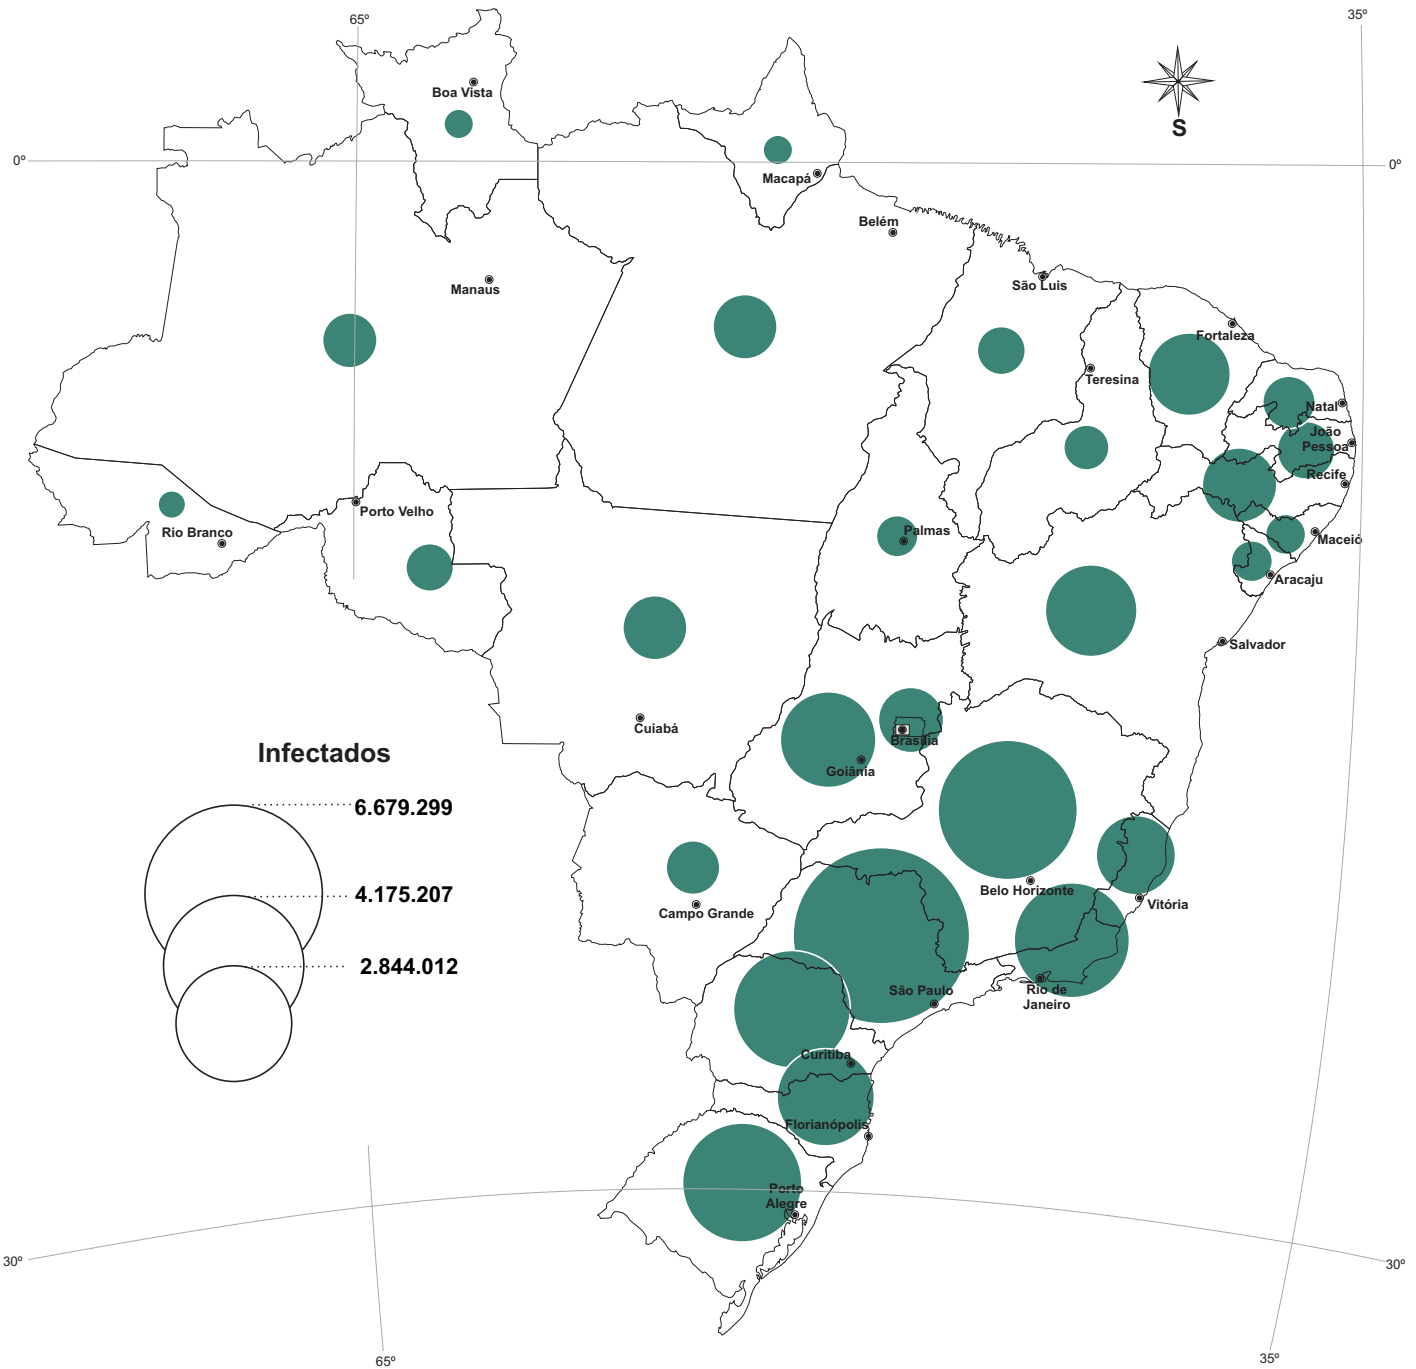 65º
35º
Boa Vista
S
0º
0º
Macapá
Belém
Manaus
São Luis
Fortaleza
Teresina
Natal
João
Pessoa
Recife
Porto Velho
Rio Branco
Palmas
Maceió
Aracaju
Salvador
Cuiabá
Brasília
Goiânia
Infectados
6.679.299
4.175.207
2.844.012
Belo Horizonte
Vitória
Campo Grande
São Paulo
Rio de
Janeiro
Curitiba
Florianópolis
Porto
Alegre
30º
30º
65º
35º